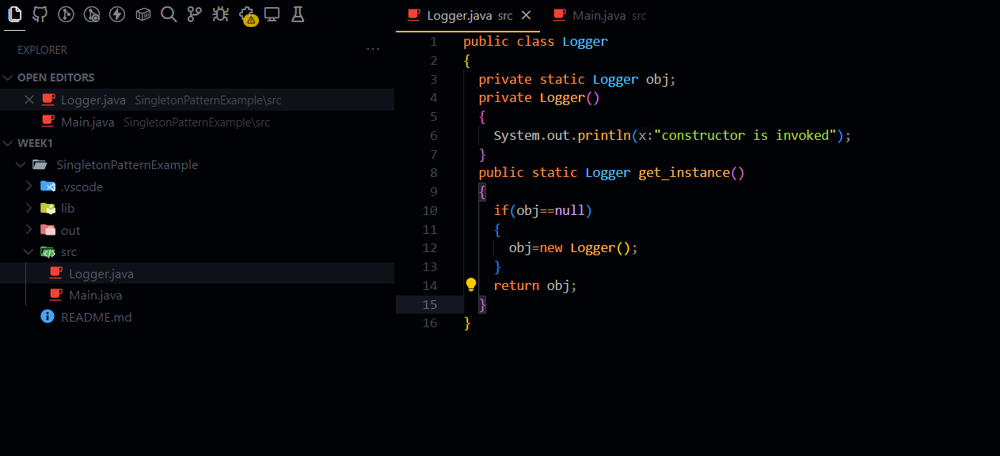 EXPLORER
OPEN EDITORS
Logger.java SingletonPatternExample\src
Main.java SingletonPatternExample\src
WEEK1
SingletonPatternExample
.vscode
lib
out
src
Logger.java
Main.java
README.md
Logger.java src
Main.java src
1 public class Logger
2 {
3 private static Logger obj;
4 private Logger()
5 {
6 System.out.println(x:"constructor is invoked");
7 }
8 public static Logger get_instance()
9 {
10 if(obj==null)
11 {
12 obj=new Logger();
13 }
14 return obj;
15 }
16 }